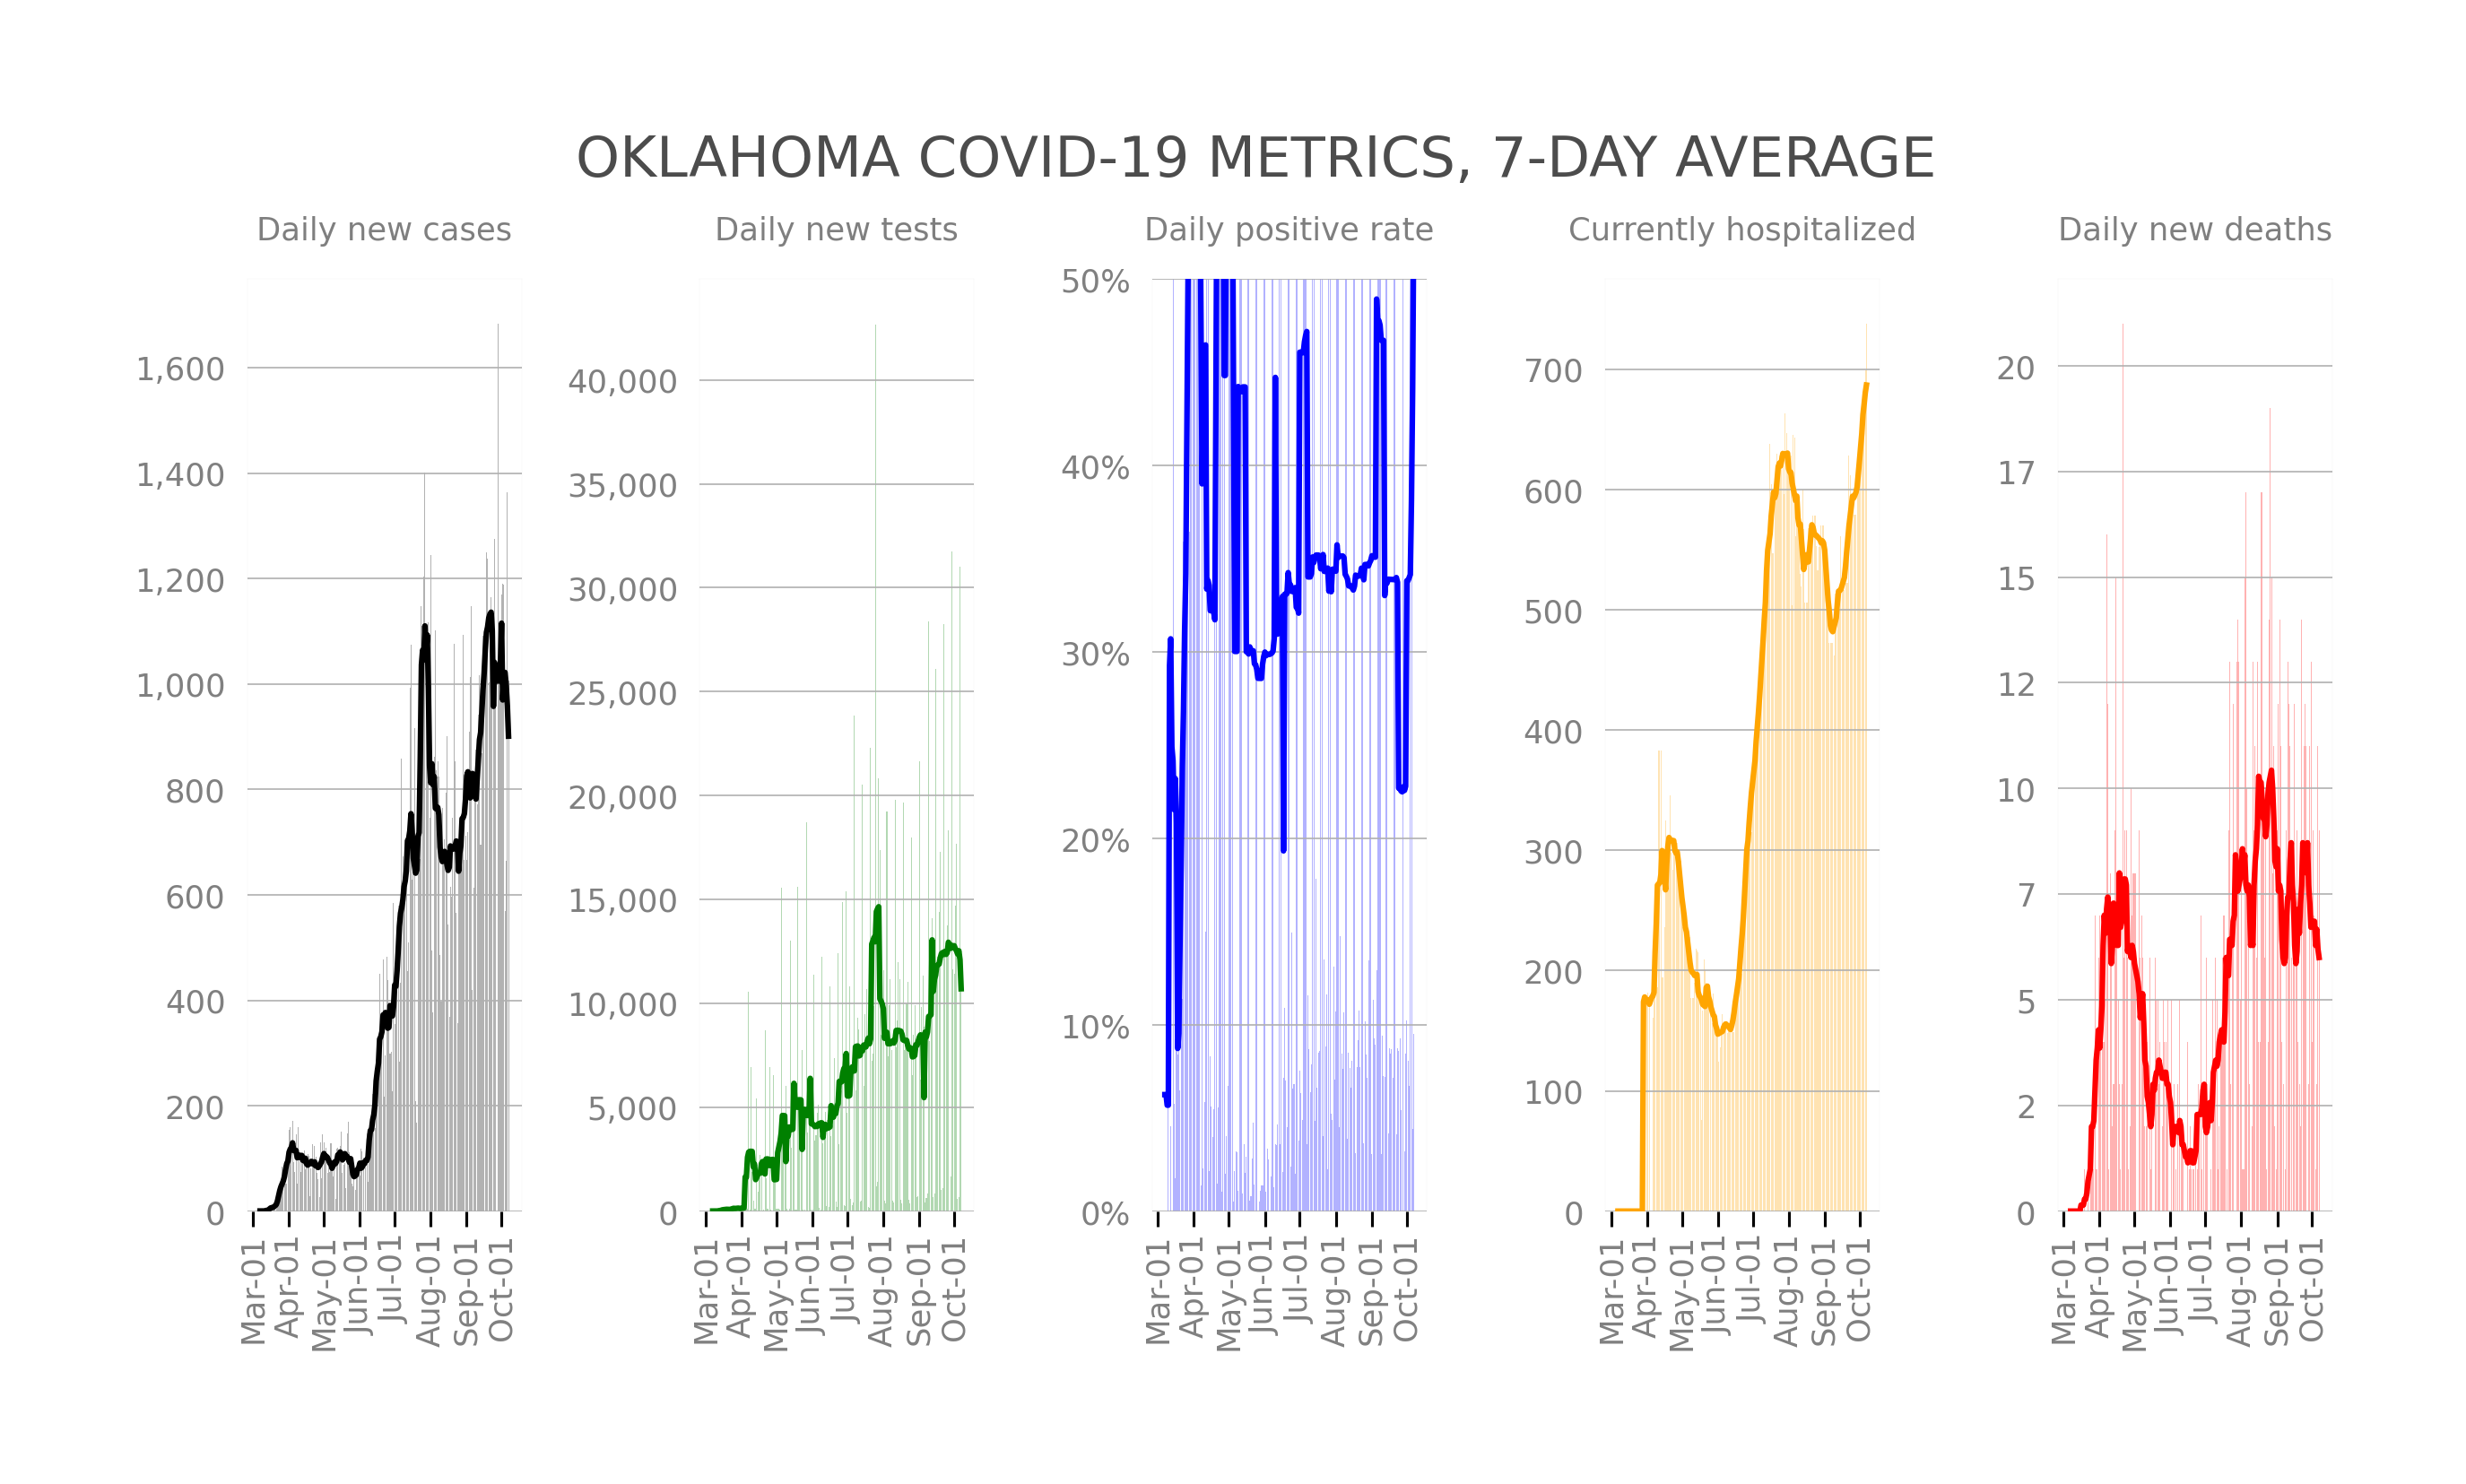 OKLAHOMA COVID-19 METRICS, 7-DAY AVERAGE
Daily new cases
1,600
1,400
1,200
1,000
800
600
400
200
0
Mar-01
Apr-01
May-01
Jun-01
Jul-01
Aug-01
Sep-01
Oct-01
Daily new tests
40,000
35,000
30,000
25,000
20,000
15,000
10,000
5,000
0
Mar-01
Apr-01
May-01
Jun-01
Jul-01
Aug-01
Sep-01
Oct-01
Daily positive rate
50%
40%
30%
20%
10%
0%
Mar-01
Apr-01
May-01
Jun-01
Jul-01
Aug-01
Sep-01
Oct-01
Currently hospitalized
700
600
500
400
300
200
100
0
Mar-01
Apr-01
May-01
Jun-01
Jul-01
Aug-01
Sep-01
Oct-01
Daily new deaths
20
17
15
12
10
7
5
2
0
Mar-01
Apr-01
May-01
Jun-01
Jul-01
Aug-01
Sep-01
Oct-01